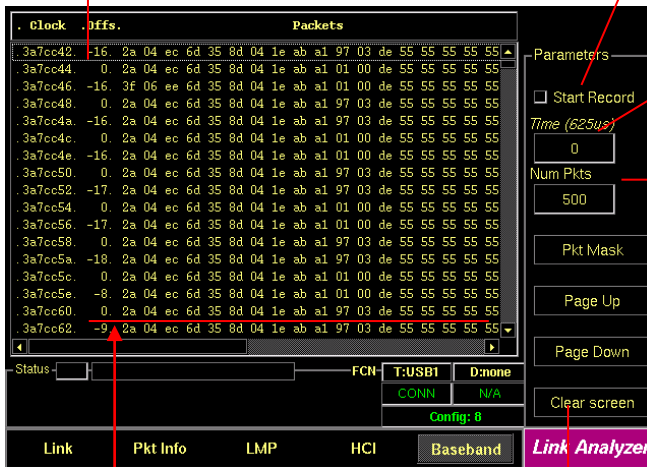 . Clock .Offs. Packets
.3a7cc42. -16. 2a 04 ec 6d 35 8d 04 1e ab a1 97 03 de 55 55 55 55 55
.3a7cc44. 0. 2a 04 ec 6d 35 8d 04 1e ab a1 01 00 de 55 55 55 55 55
.3a7cc46. -16. 3f 06 ee 6d 35 8d 04 1e ab a1 01 00 de 55 55 55 55 55
.3a7cc48. 0. 2a 04 ec 6d 35 8d 04 1e ab a1 97 03 de 55 55 55 55 55
.3a7cc4a. -16. 2a 04 ec 6d 35 8d 04 1e ab a1 97 03 de 55 55 55 55 55
.3a7cc4c. 0. 2a 04 ec 6d 35 8d 04 1e ab a1 01 00 de 55 55 55 55 55
.3a7cc4e. -16. 2a 04 ec 6d 35 8d 04 1e ab a1 01 00 de 55 55 55 55 55
.3a7cc50. 0. 2a 04 ec 6d 35 8d 04 1e ab a1 97 03 de 55 55 55 55 55
.3a7cc52. -17. 2a 04 ec 6d 35 8d 04 1e ab a1 97 03 de 55 55 55 55 55
.3a7cc54. 0. 2a 04 ec 6d 35 8d 04 1e ab a1 01 00 de 55 55 55 55 55
.3a7cc56. -17. 2a 04 ec 6d 35 8d 04 1e ab a1 01 00 de 55 55 55 55 55
.3a7cc58. 0. 2a 04 ec 6d 35 8d 04 1e ab a1 97 03 de 55 55 55 55 55
.3a7cc5a. -18. 2a 04 ec 6d 35 8d 04 1e ab a1 97 03 de 55 55 55 55 55
.3a7cc5c. 0. 2a 04 ec 6d 35 8d 04 1e ab a1 01 00 de 55 55 55 55 55
.3a7cc5e. -8. 2a 04 ec 6d 35 8d 04 1e ab a1 01 00 de 55 55 55 55 55
.3a7cc60. 0. 2a 04 ec 6d 35 8d 04 1e ab a1 97 03 de 55 55 55 55 55
.3a7cc62. -9. 2a 04 ec 6d 35 8d 04 1e ab a1 97 03 de 55 55 55 55 55
Parameters
Start Record
Time (625us)
0
Num Pkts
500
Pkt Mask
Page Up
Page Down
Clear screen
Status FCN T:USB1 D:none
CONN N/A
Config: 8
Link Pkt Info LMP HCI Baseband Link Analyzer